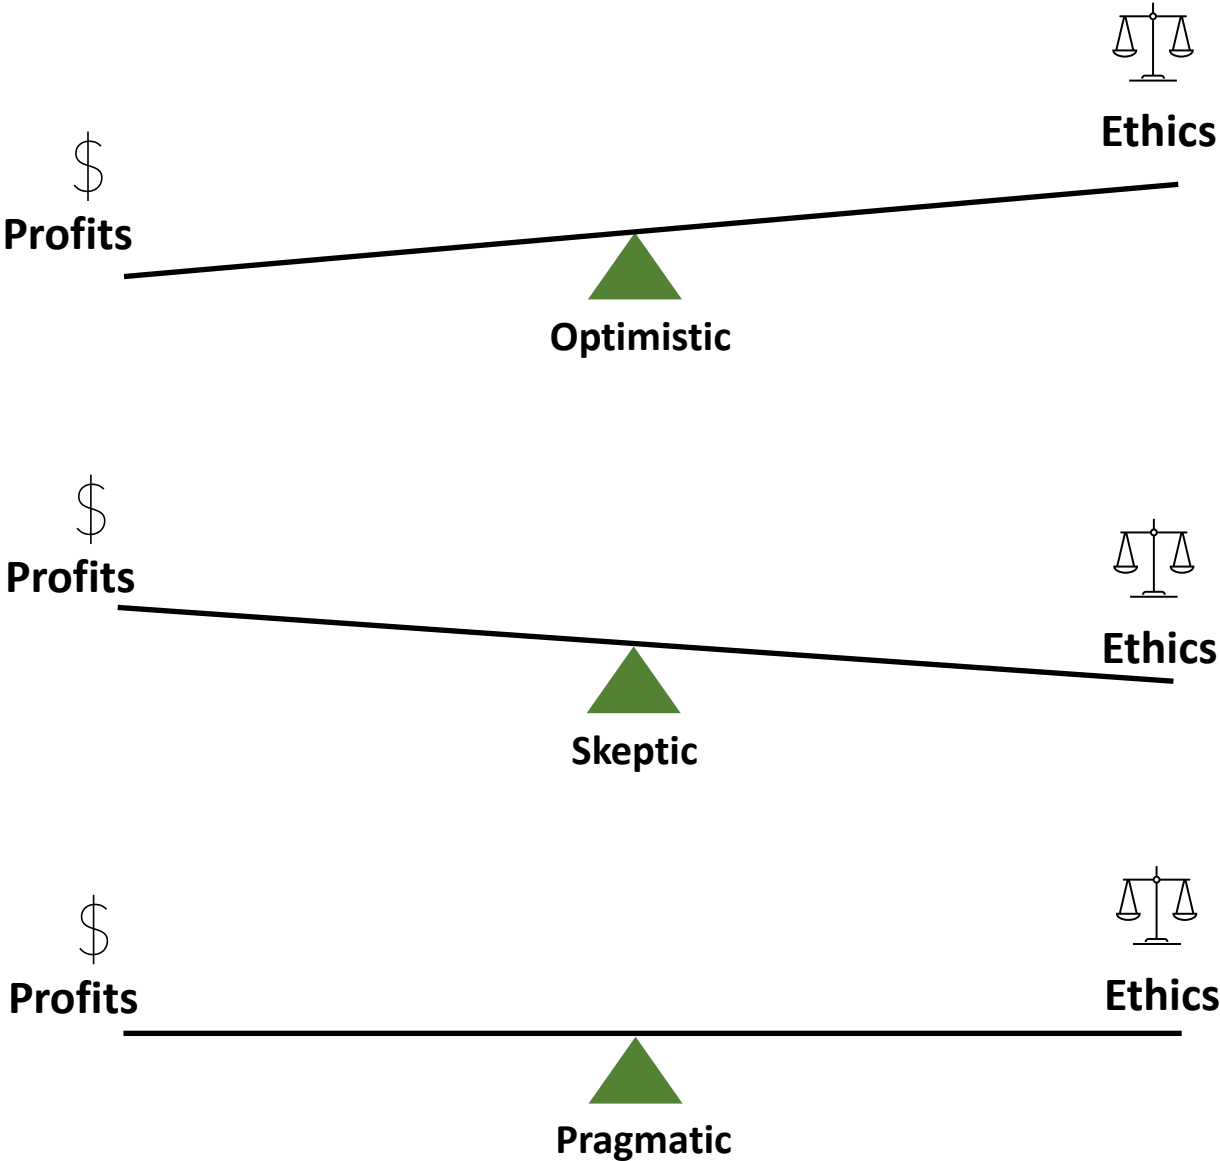 Ethics
$
Profits
Optimistic
$
Profits
Ethics
Skeptic
$
Profits
Ethics
Pragmatic